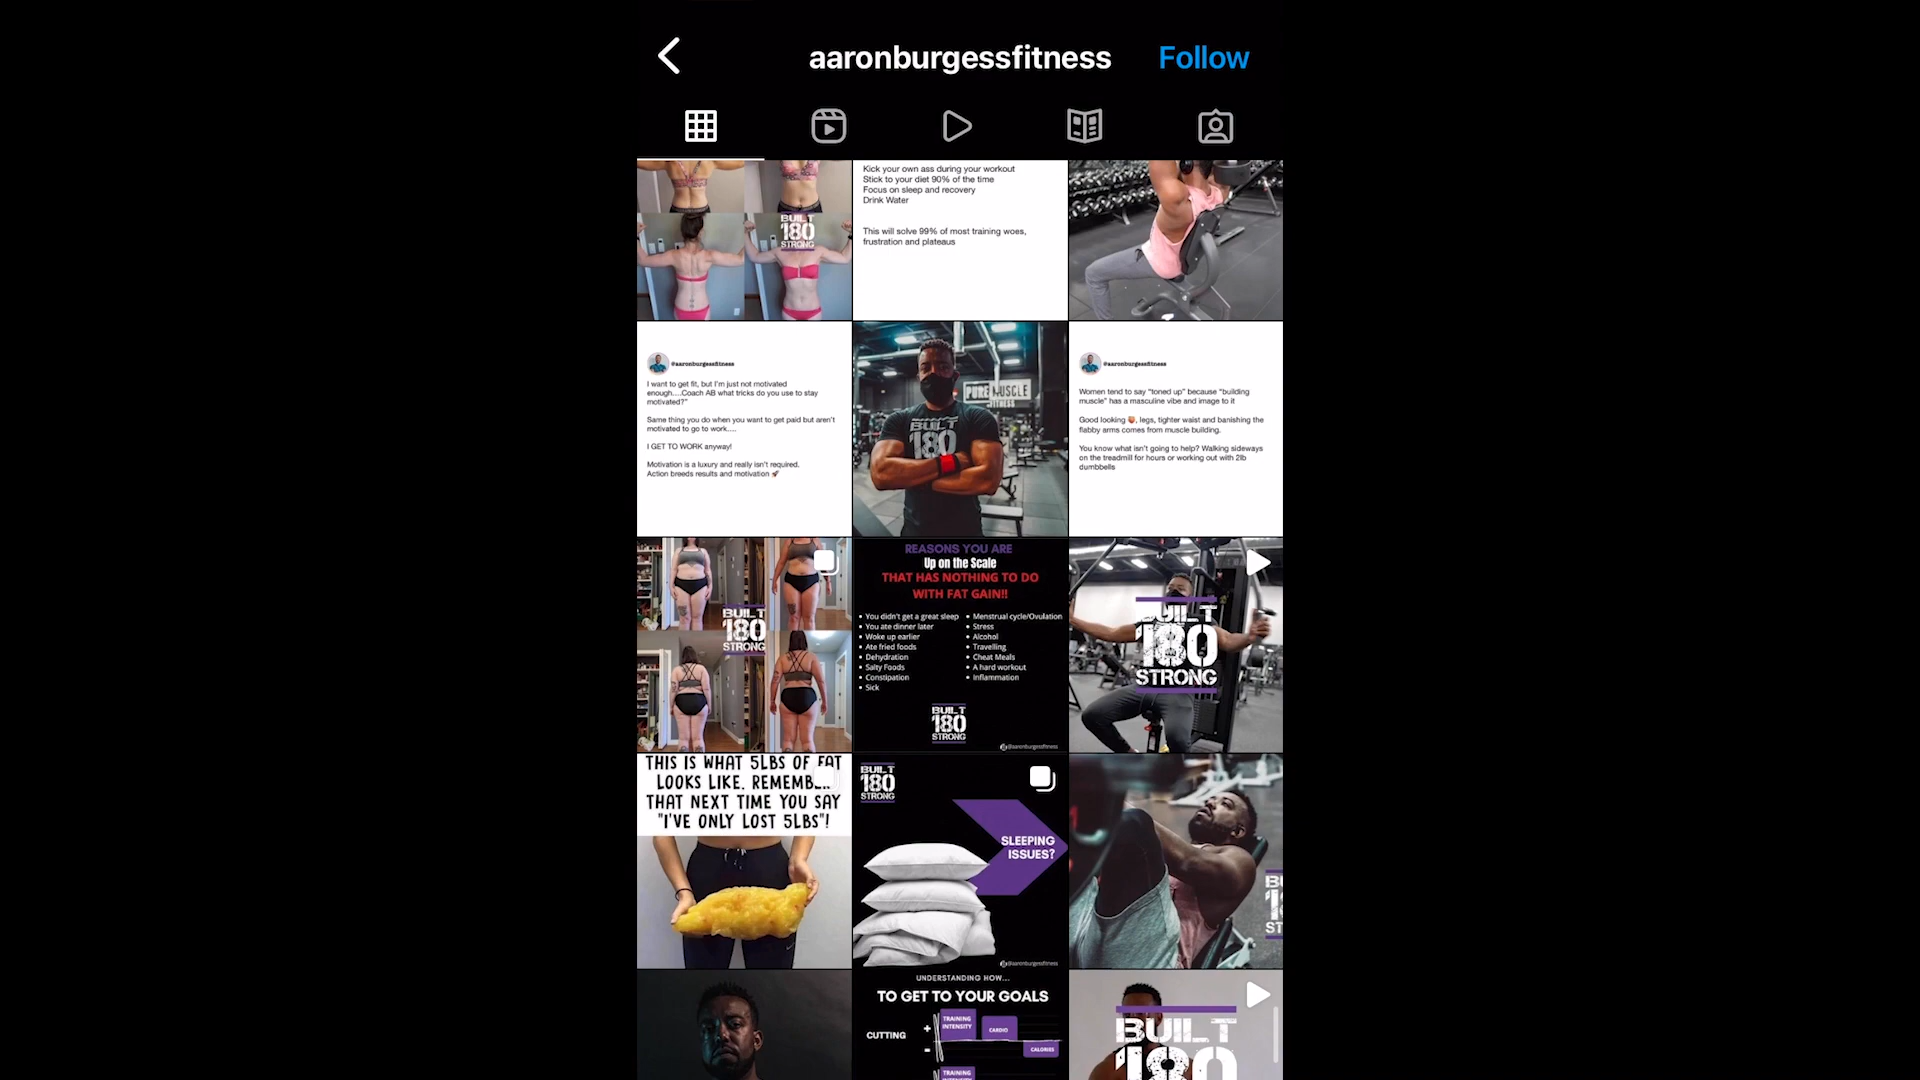 aaronburgessfitness
Follow
BUILT
180
STRONG
Kick your own ass during your workout
Stick to your diet 90% of the time
Focus on sleep and recovery
Drink Water
This will solve 99% of most training woes,
frustration and plateaus
@aaronburgessfitness
I want to get fit, but I'm just not motivated
enough....Coach AB what tricks do you use to stay
motivated?"
Same thing you do when you want to get paid but aren't
motivated to go to work....
I GET TO WORK anyway!
Motivation is a luxury and really isn't required.
Action breeds results and motivation 🚀
PURE MUSCLE
FITNESS
BUILT
180
@aaronburgessfitness
Women tend to say "toned up" because "building
muscle" has a masculine vibe and image to it
Good looking 🍑, legs, tighter waist and banishing the
flabby arms comes from muscle building.
You know what isn't going to help? Walking sideways
on the treadmill for hours or working out with 2lb
dumbbells
BUILT
180
STRONG
REASONS YOU ARE
Up on the Scale
THAT HAS NOTHING TO DO
WITH FAT GAIN!!
• You didn't get a great sleep
• You ate dinner later
• Woke up earlier
• Ate fried foods
• Dehydration
• Salty Foods
• Constipation
• Sick
• Menstrual cycle/Ovulation
• Stress
• Alcohol
• Travelling
• Cheat Meals
• A hard workout
• Inflammation
BUILT
180
STRONG
@aaronburgessfitness
BUILT
180
STRONG
THIS IS WHAT 5LBS OF FAT
LOOKS LIKE. REMEMBER
THAT NEXT TIME YOU SAY
"I'VE ONLY LOST 5LBS"!
BUILT
180
STRONG
SLEEPING
ISSUES?
@aaronburgessfitness
BU
1
ST
UNDERSTANDING HOW...
TO GET TO YOUR GOALS
CUTTING
+
-
TRAINING
INTENSITY
CARDIO
CALORIES
TRAINING
INTENSITY
BUILT
180